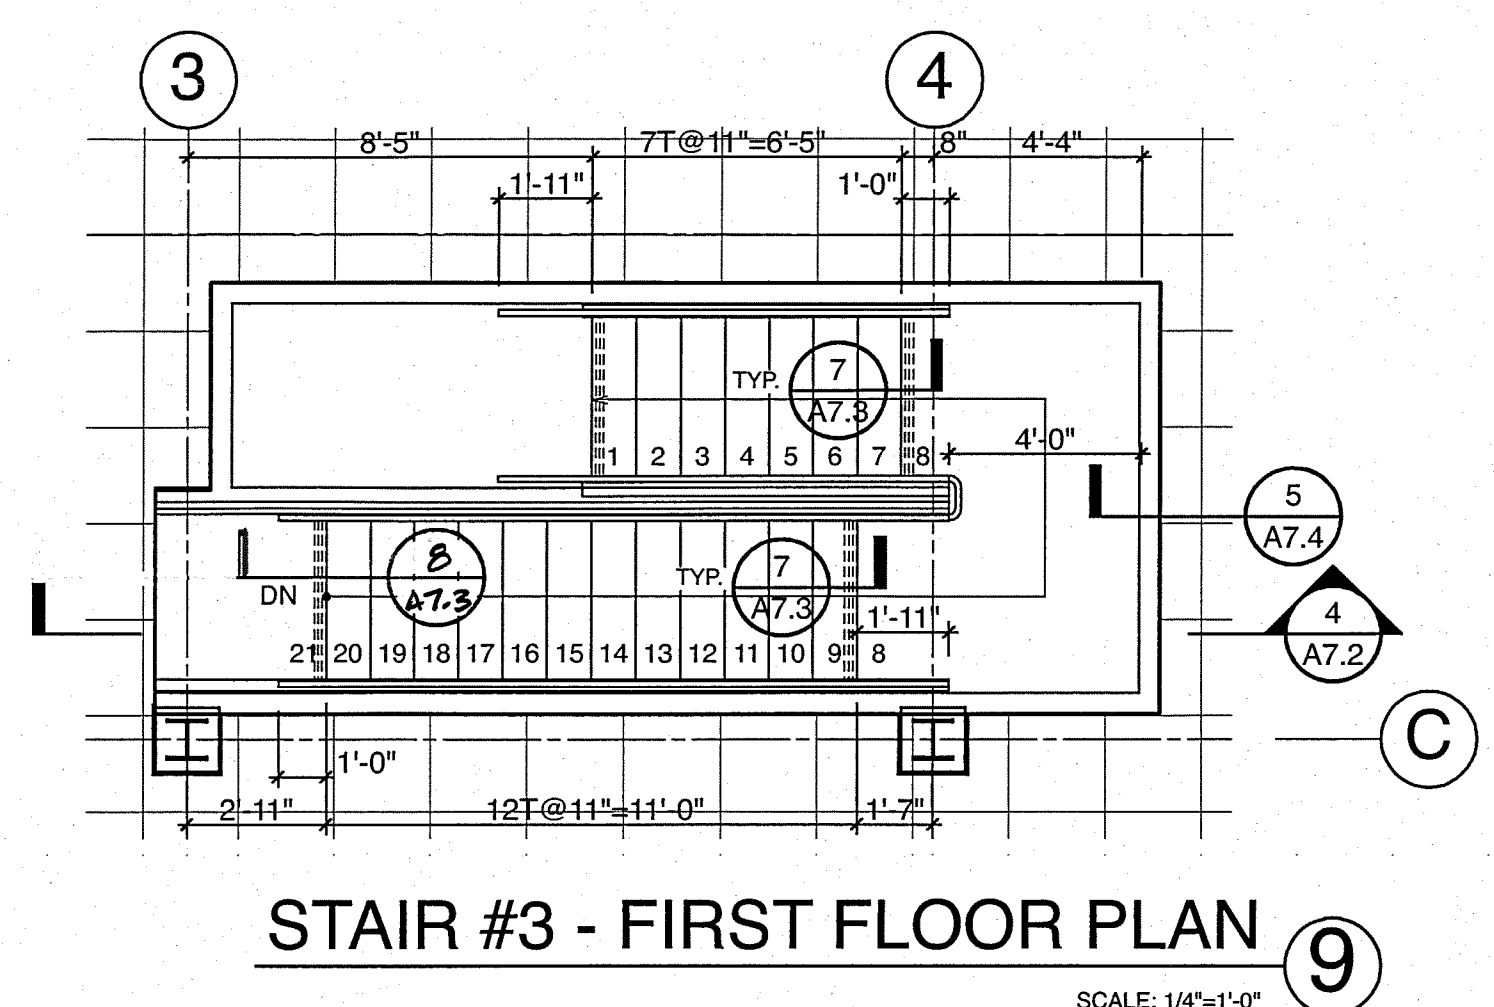 3 4
8'-5" 7T@11"=6'-5" 8" 4'-4"
1'-11" 1'-0"
7
TYP.
A7.3
4'-0"
1 2 3 4 5 6 7 8
5
A7.4
8
A7.3
7
TYP.
A7.3
DN
1'-11"
4
A7.2
21 20 19 18 17 16 15 14 13 12 11 10 9 8
C
1'-0"
2'-11" 12T@11"=11'-0" 1'-7"
STAIR #3 - FIRST FLOOR PLAN 9
SCALE: 1/4"=1'-0"